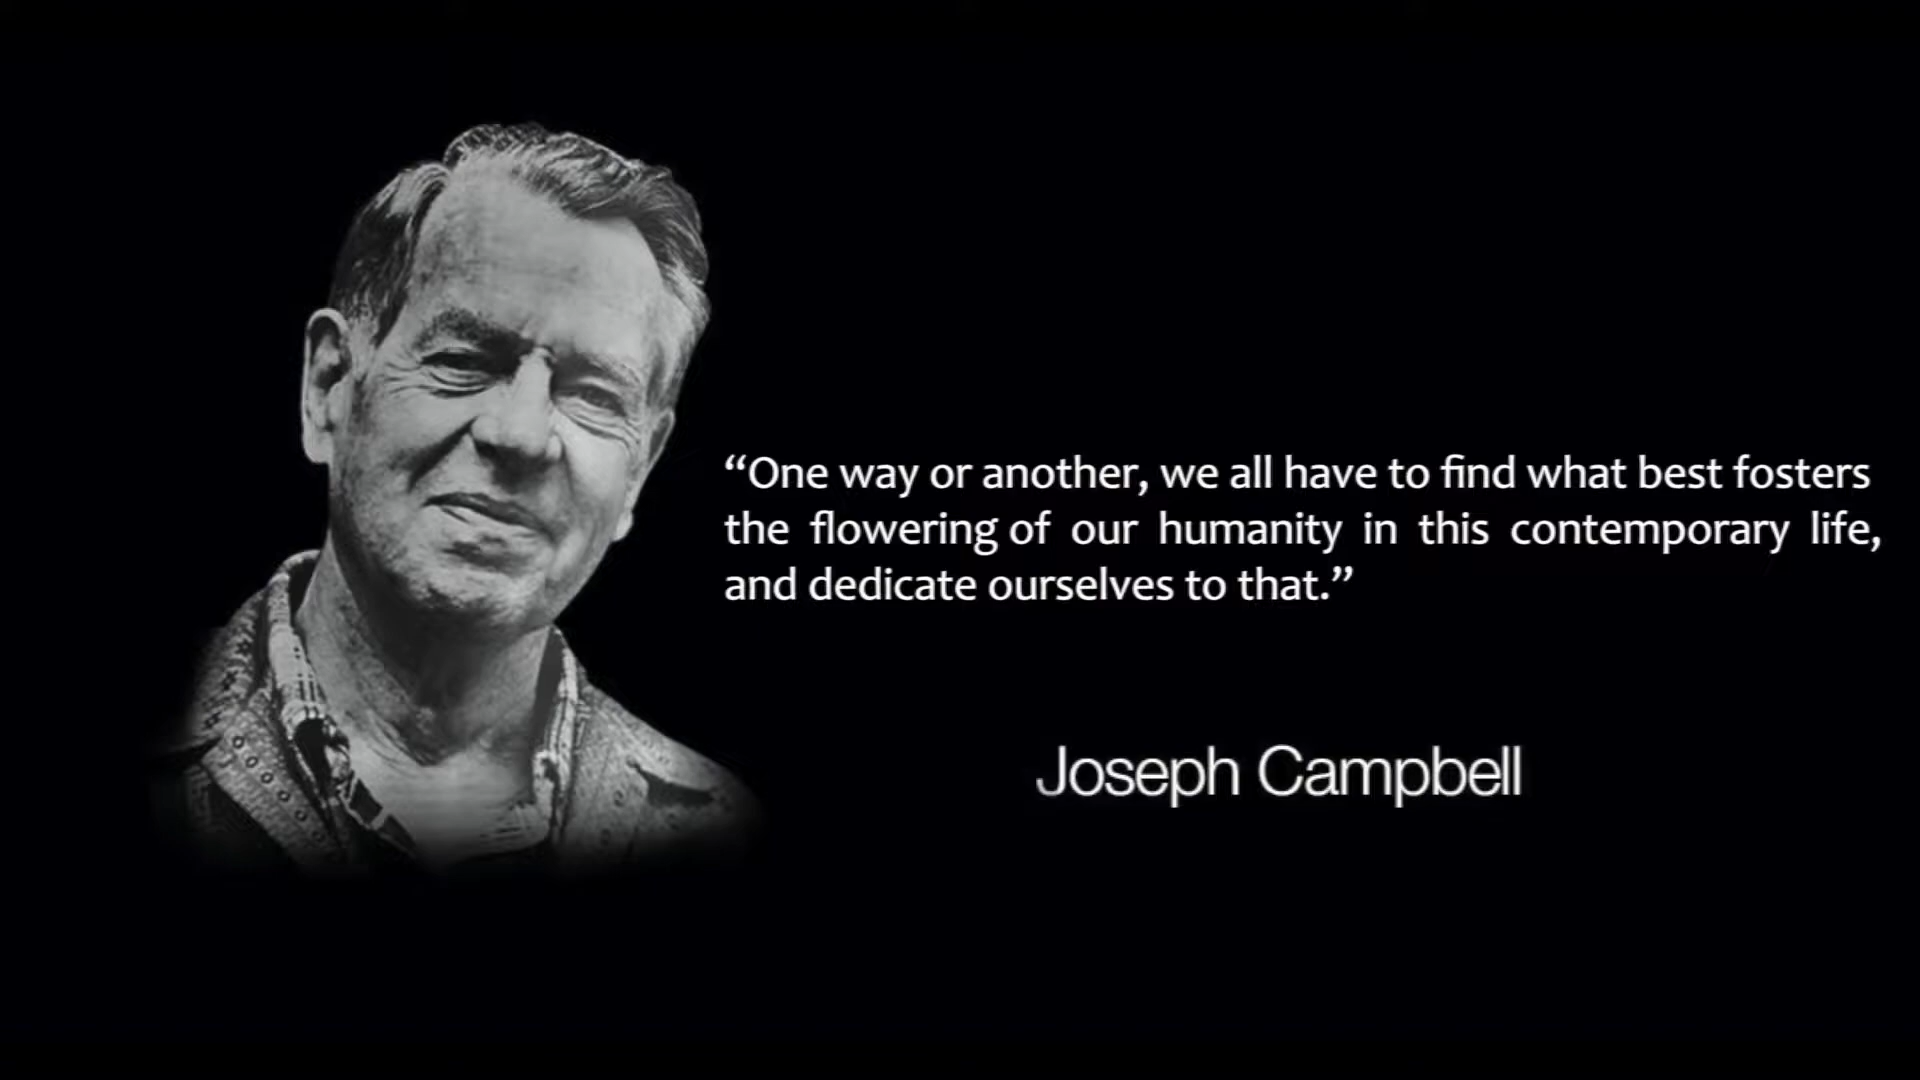 “One way or another, we all have to find what best fosters
the flowering of our humanity in this contemporary life,
and dedicate ourselves to that.”
Joseph Campbell